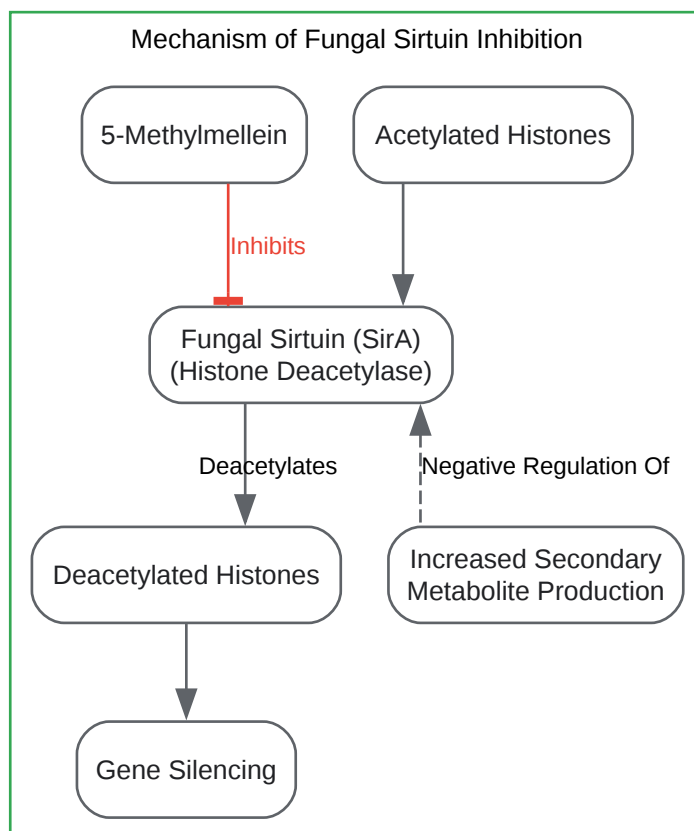 Mechanism of Fungal Sirtuin Inhibition
5-Methylmellein
Acetylated Histones
Inhibits
Fungal Sirtuin (SirA)
(Histone Deacetylase)
Deacetylates
Negative Regulation Of
Deacetylated Histones
Increased Secondary
Metabolite Production
Gene Silencing